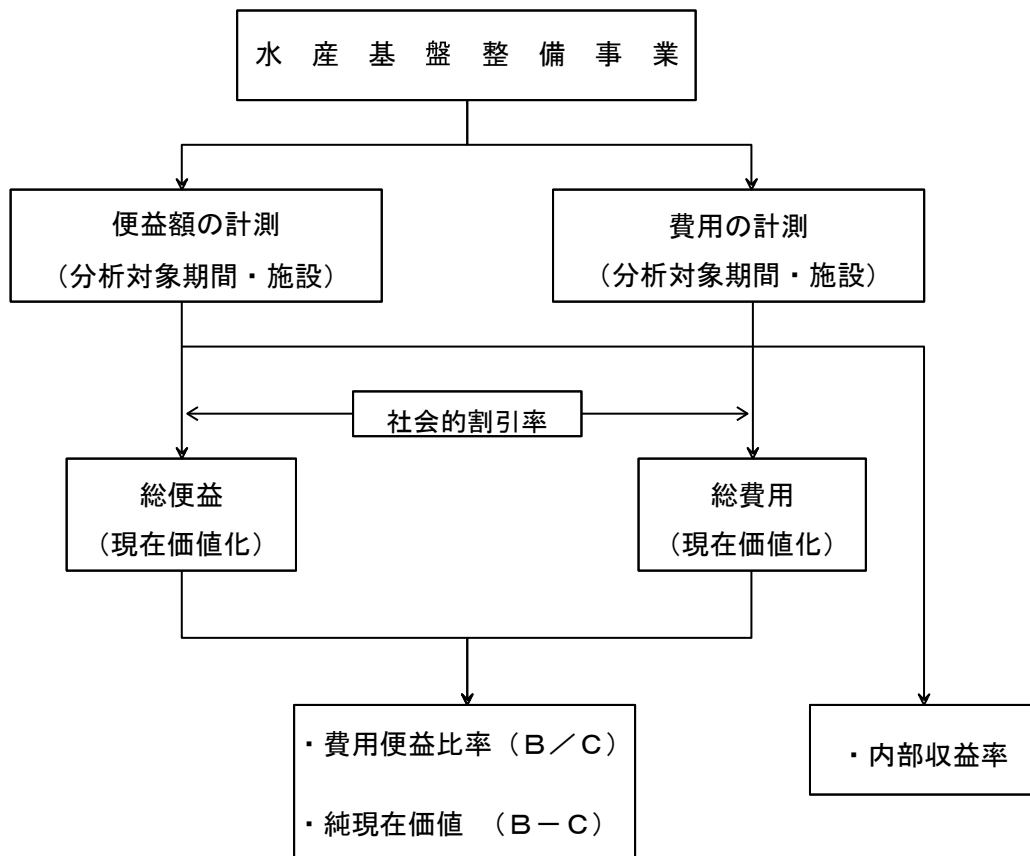 水産基盤整備事業
便益額の計測
（分析対象期間・施設）
費用の計測
（分析対象期間・施設）
社会的割引率
総便益
（現在価値化）
総費用
（現在価値化）
・費用便益比率（Ｂ／Ｃ）
・純現在価値　（Ｂ－Ｃ）
・内部収益率